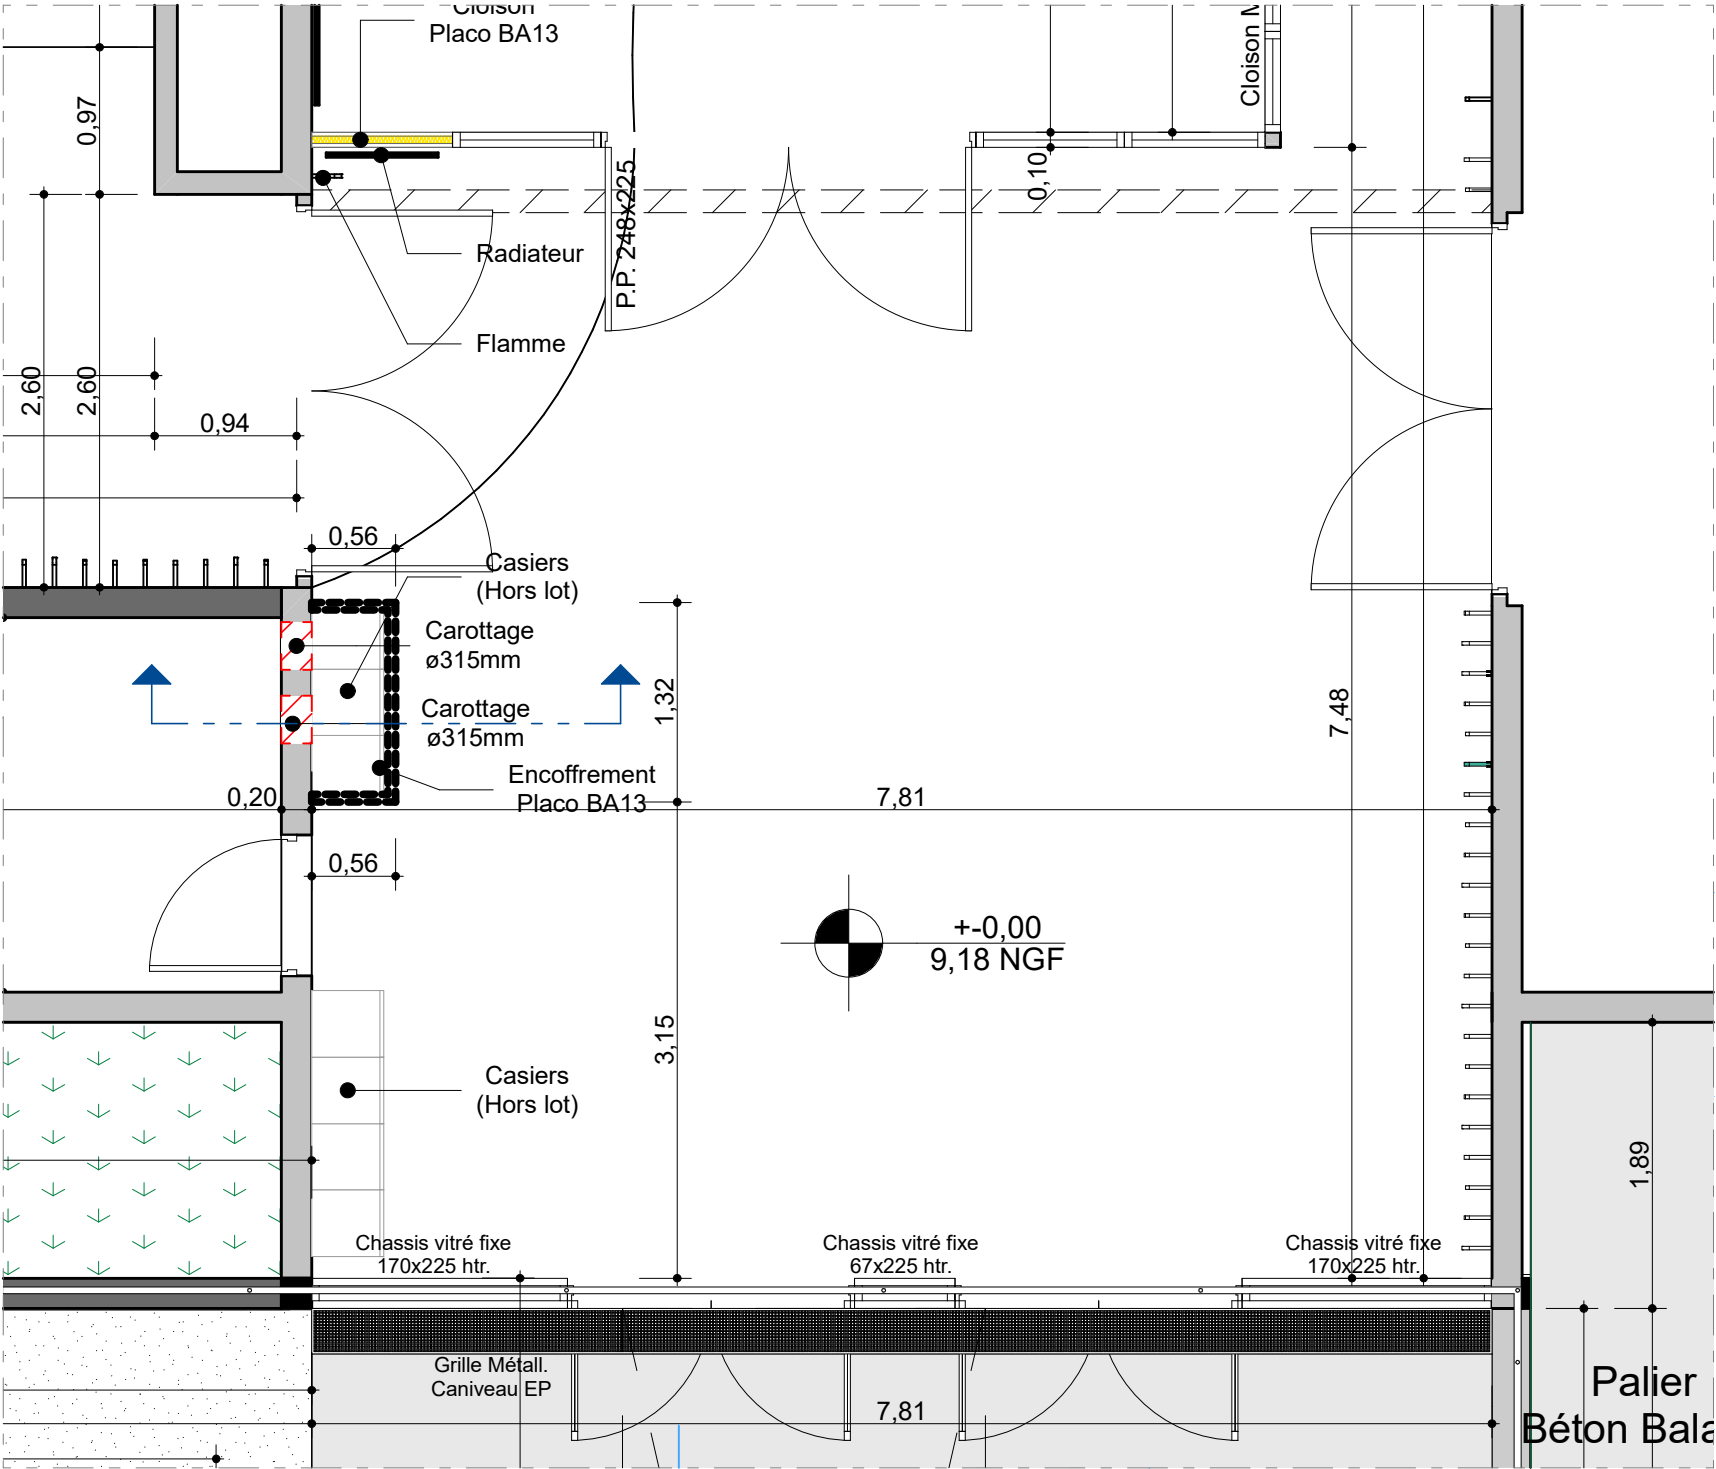 Cloison
Placo BA13
Cloison
0,97
0,10
P.P. 248x225
Radiateur
Flamme
2,60
2,60
0,94
0,56
Casiers
(Hors lot)
Carottage
ø315mm
1,32
7,48
Carottage
ø315mm
Encoffrement
Placo BA13
0,20
7,81
0,56
+-0,00
9,18 NGF
3,15
Casiers
(Hors lot)
1,89
Chassis vitré fixe
170x225 htr.
Chassis vitré fixe
67x225 htr.
Chassis vitré fixe
170x225 htr.
Grille Métall.
Caniveau EP
7,81
Palier
Béton